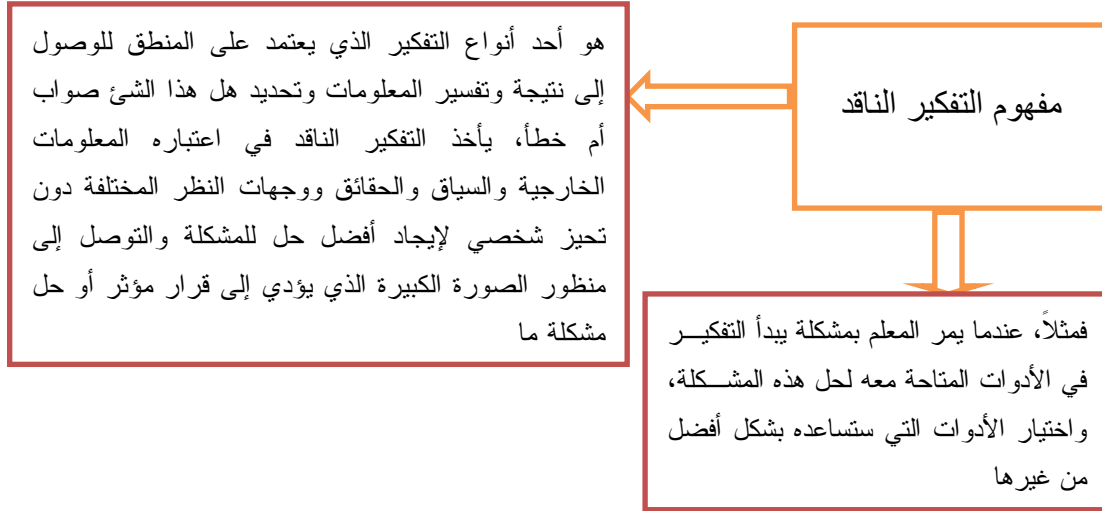 مفهوم التفكير الناقد
هو أحد أنواع التفكير الذي يعتمد على المنطق للوصول
إلى نتيجة وتفسير المعلومات وتحديد هل هذا الشئ صواب
أم خطأ، يأخذ التفكير الناقد في اعتباره المعلومات
الخارجية والسياق والحقائق ووجهات النظر المختلفة دون
تحيز شخصي لإيجاد أفضل حل للمشكلة والتوصل إلى
منظور الصورة الكبيرة الذي يؤدي إلى قرار مؤثر أو حل
مشكلة ما
فمثلاً، عندما يمر المعلم بمشكلة يبدأ التفكيـــر
في الأدوات المتاحة معه لحل هذه المشـــكلة،
واختيار الأدوات التي ستساعده بشكل أفضل
من غيرها